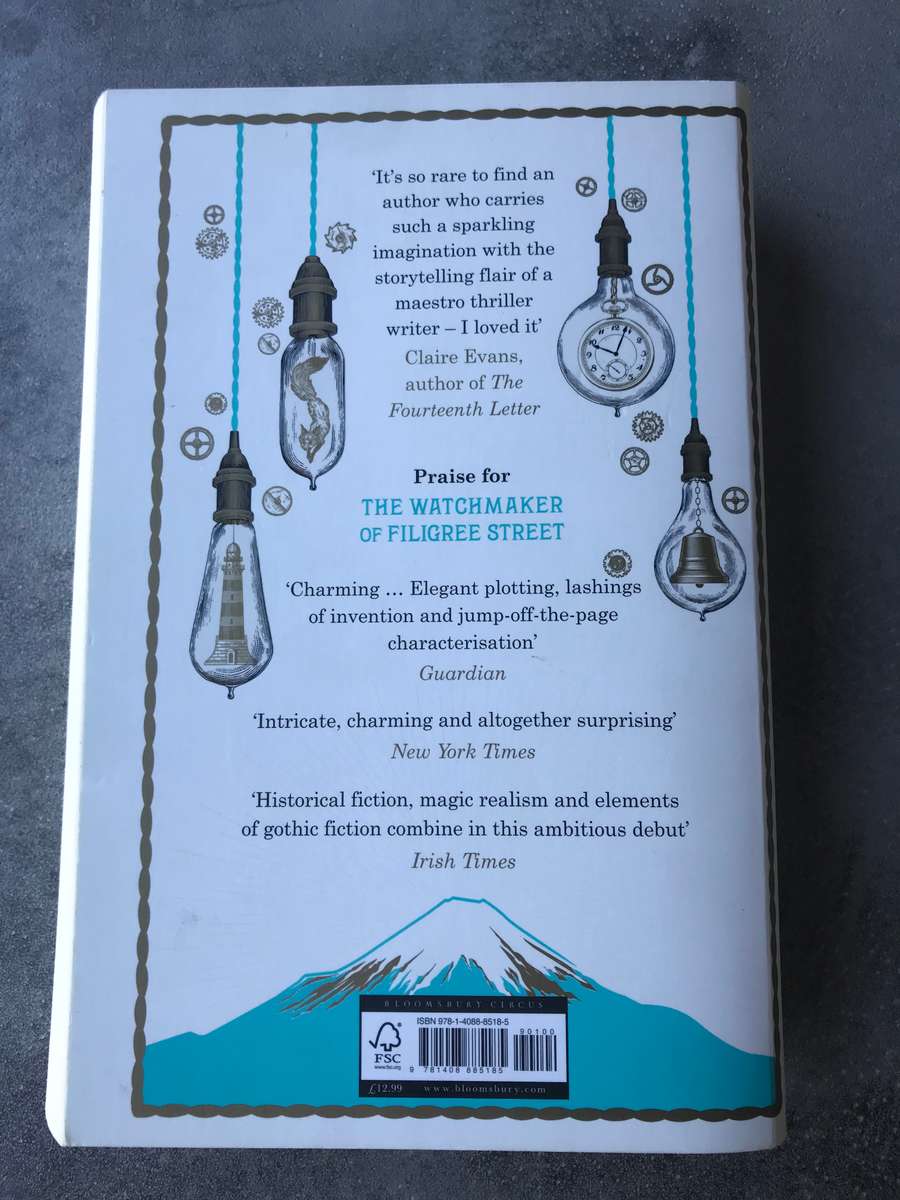 ‘It’s so rare to find an
author who carries
such a sparkling
imagination with the
storytelling flair of a
maestro thriller
writer – I loved it’
Claire Evans,
author of The
Fourteenth Letter
Praise for
THE WATCHMAKER
OF FILIGREE STREET
‘Charming … Elegant plotting, lashings
of invention and jump-off-the-page
characterisation’
Guardian
‘Intricate, charming and altogether surprising’
New York Times
‘Historical fiction, magic realism and elements
of gothic fiction combine in this ambitious debut’
Irish Times
BLOOMSBURY CIRCUS
ISBN 978-1-4088-8518-5
90100
FSC
www.fsc.org
9 781408 885185
£12.99
www.bloomsbury.com